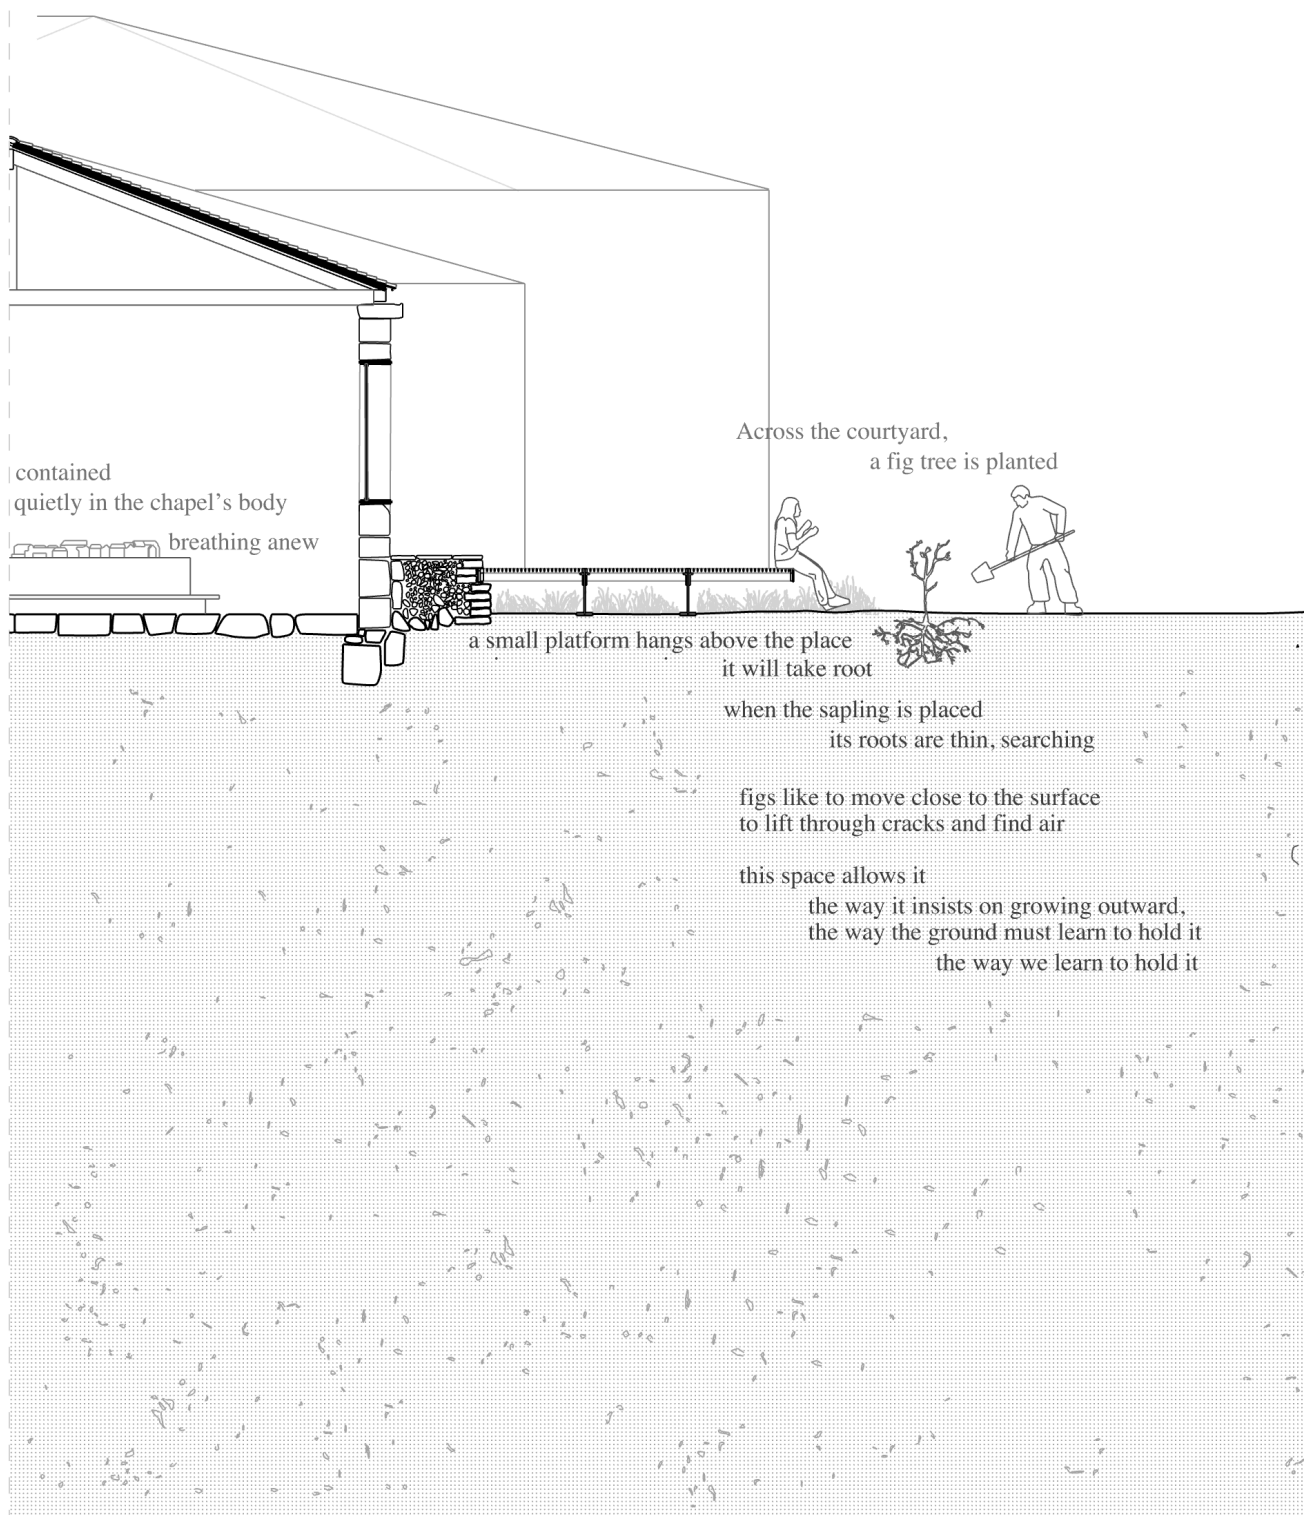 contained
quietly in the chapel’s body
breathing anew
Across the courtyard,
a fig tree is planted
a small platform hangs above the place
it will take root
when the sapling is placed
its roots are thin, searching
figs like to move close to the surface
to lift through cracks and find air
this space allows it
the way it insists on growing outward,
the way the ground must learn to hold it
the way we learn to hold it